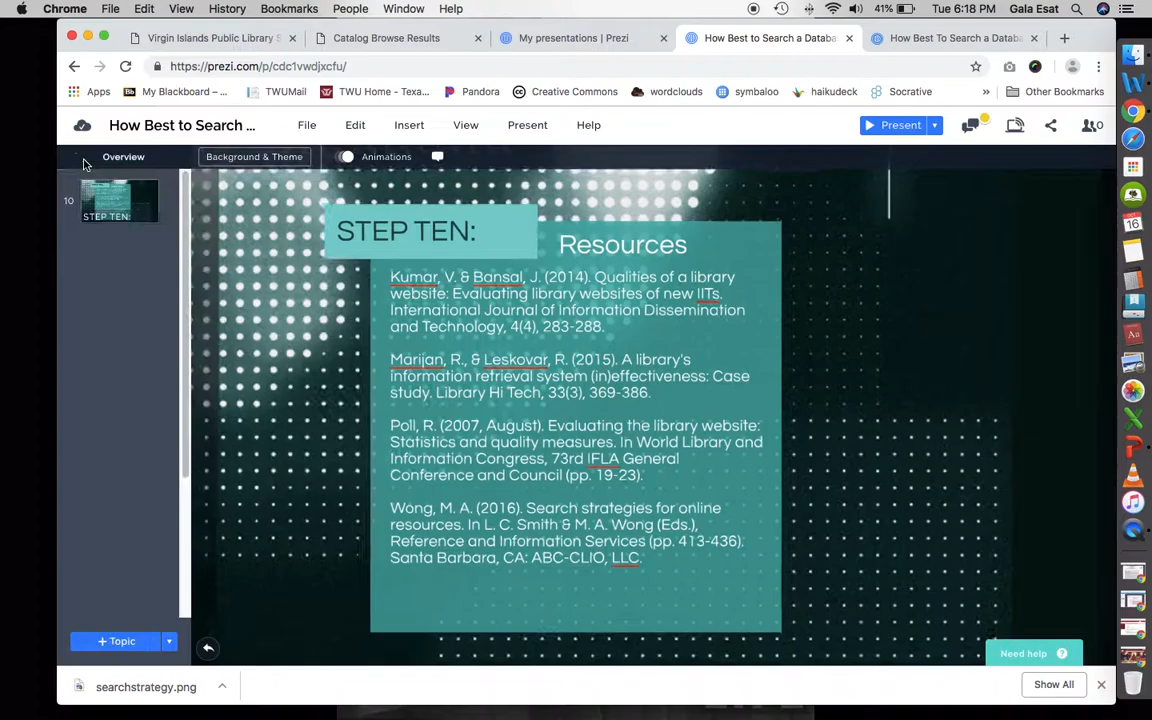 Chrome File Edit View History Bookmarks People Window Help 41% Tue 6:18 PM Gala Esat
Virgin Islands Public Library S
Catalog Browse Results
My presentations | Prezi
How Best to Search a Databa
How Best To Search a Databa
https://prezi.com/p/cdc1vwdjxcfu/
Apps Bb My Blackboard – ... TWUMail TWU Home - Texa... Pandora Creative Commons wordclouds symbaloo haikudeck Socrative » Other Bookmarks
How Best to Search ... File Edit Insert View Present Help Present 0
Overview Background & Theme Animations
10
STEP TEN:
STEP TEN:
Resources
Kumar, V. & Bansal, J. (2014). Qualities of a library
website: Evaluating library websites of new IITs.
International Journal of Information Dissemination
and Technology, 4(4), 283-288.
Marijan, R., & Leskovar, R. (2015). A library's
information retrieval system (in)effectiveness: Case
study. Library Hi Tech, 33(3), 369-386.
Poll, R. (2007, August). Evaluating the library website:
Statistics and quality measures. In World Library and
Information Congress, 73rd IFLA General
Conference and Council (pp. 19-23).
Wong, M. A. (2016). Search strategies for online
resources. In L. C. Smith & M. A. Wong (Eds.),
Reference and Information Services (pp. 413-436).
Santa Barbara, CA: ABC-CLIO, LLC.
+ Topic
Need help ?
searchstrategy.png
Show All
OCT
16
Aa